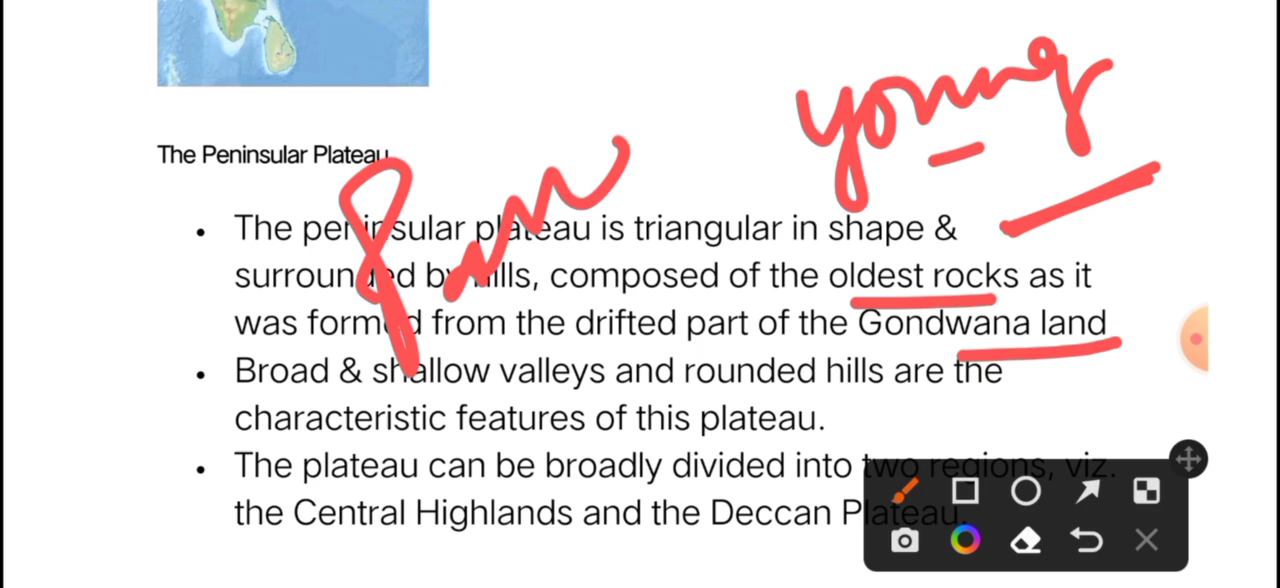 young
The Peninsular Plateau
The peninsular plateau is triangular in shape &
surrounded by hills, composed of the oldest rocks as it
was formed from the drifted part of the Gondwana land
Broad & shallow valleys and rounded hills are the
characteristic features of this plateau.
The plateau can be broadly divided into two regions, viz.
the Central Highlands and the Deccan Plateau.